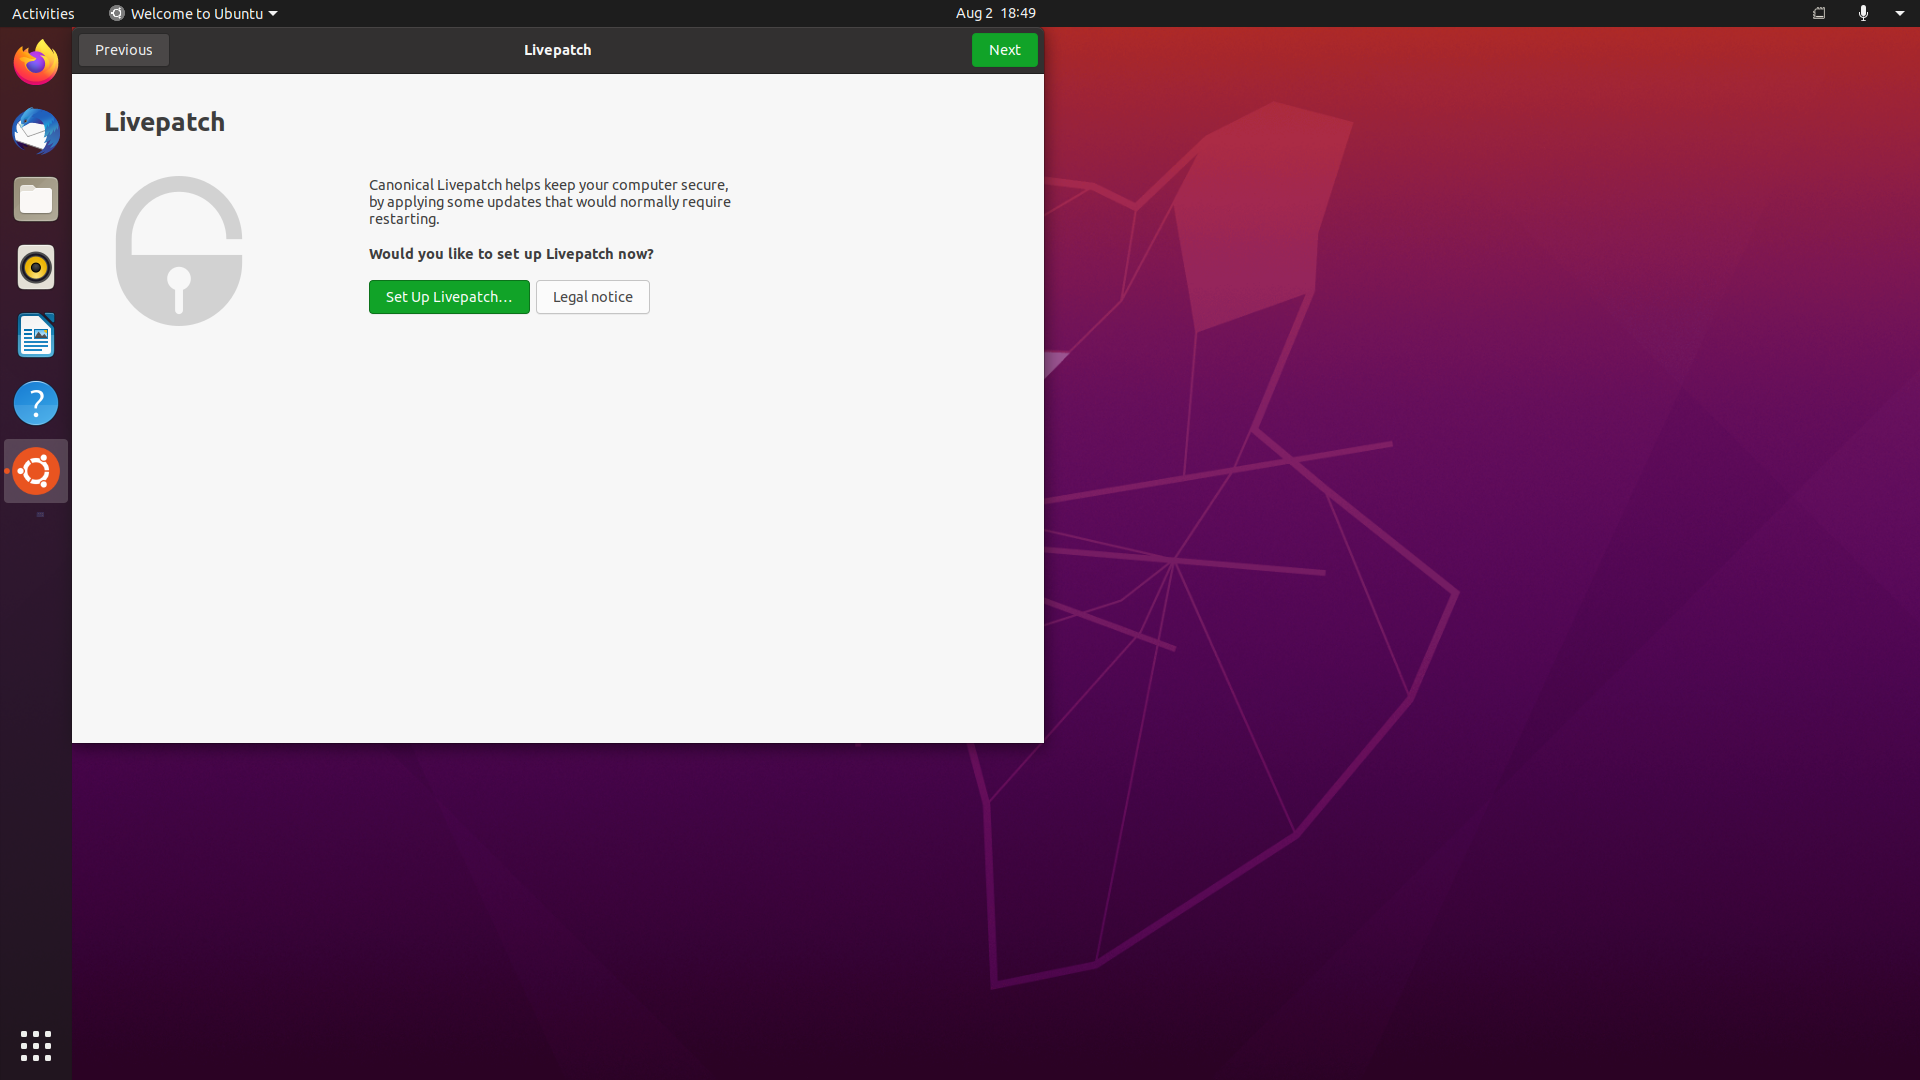 Activities
Welcome to Ubuntu
Aug 2 18:49
Previous
Livepatch
Next
Livepatch
Canonical Livepatch helps keep your computer secure,
by applying some updates that would normally require
restarting.
Would you like to set up Livepatch now?
Set Up Livepatch…
Legal notice
?